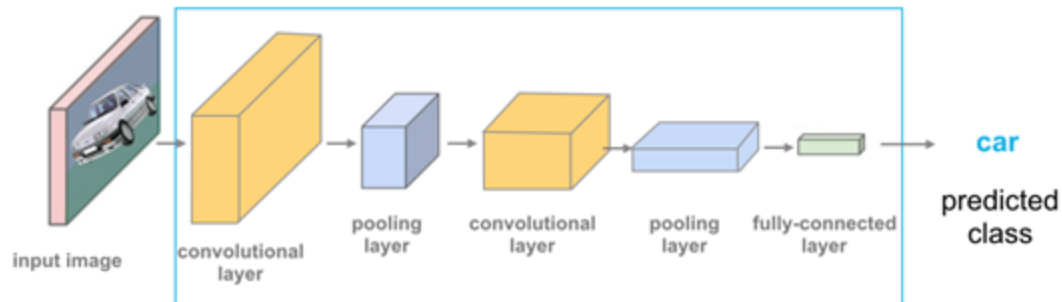 input image
convolutional
layer
pooling
layer
convolutional
layer
pooling
layer
fully-connected
layer
car
predicted
class